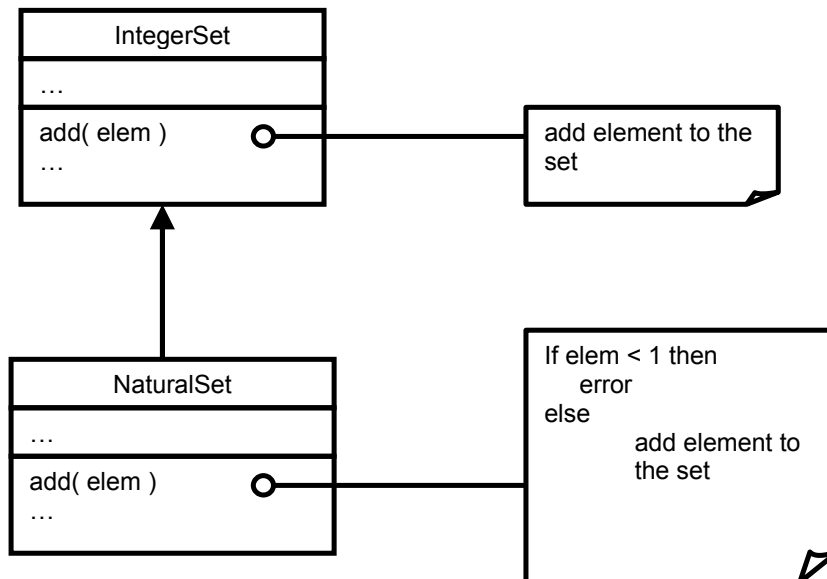 IntegerSet
…
add( elem )
…
add element to the
set
NaturalSet
…
add( elem )
…
If elem < 1 then
error
else
add element to
the set